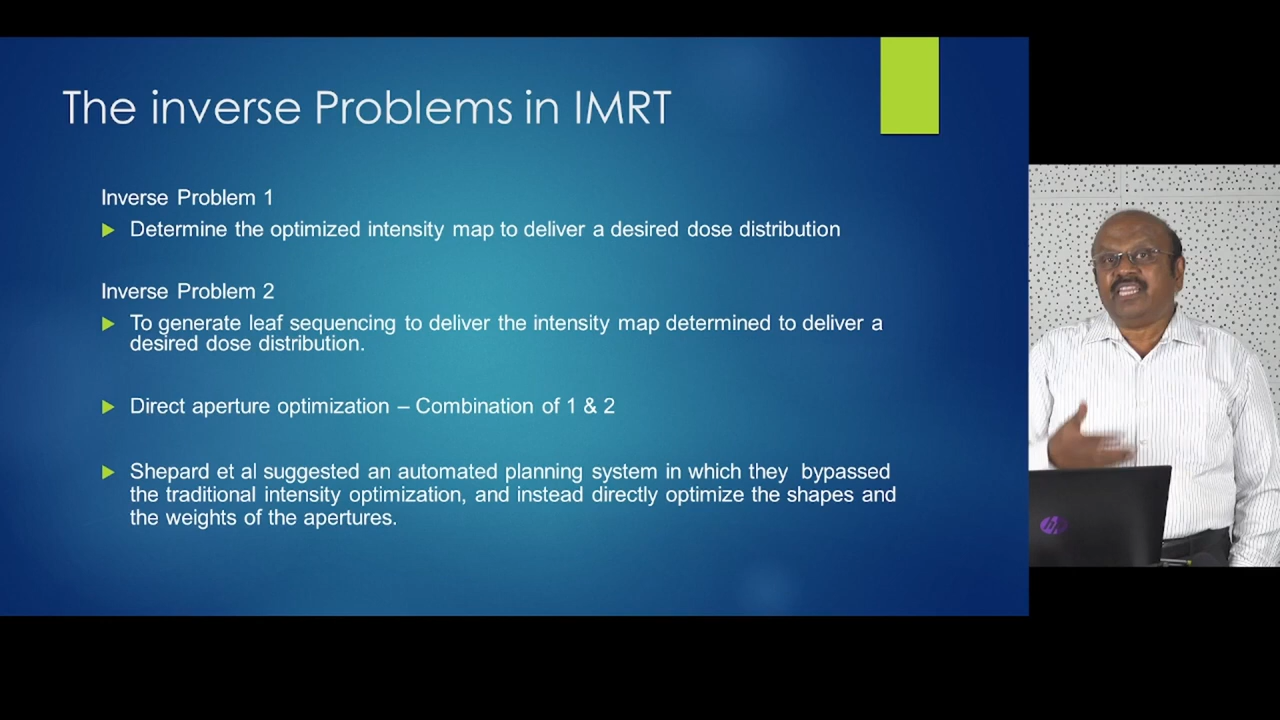 The inverse Problems in IMRT
Inverse Problem 1
Determine the optimized intensity map to deliver a desired dose distribution
Inverse Problem 2
To generate leaf sequencing to deliver the intensity map determined to deliver a
desired dose distribution.
Direct aperture optimization – Combination of 1 & 2
Shepard et al suggested an automated planning system in which they bypassed
the traditional intensity optimization, and instead directly optimize the shapes and
the weights of the apertures.
hp